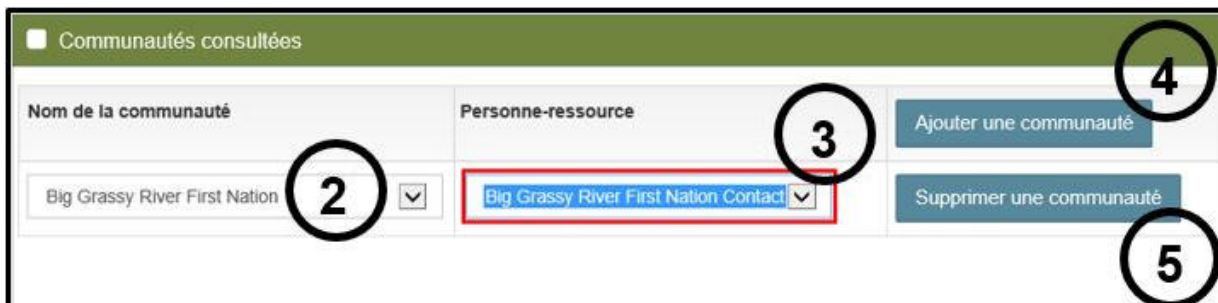 Communautés consultées
4
Nom de la communauté
Personne-ressource
3
Ajouter une communauté
Big Grassy River First Nation
2
Big Grassy River First Nation Contact
Supprimer une communauté
5